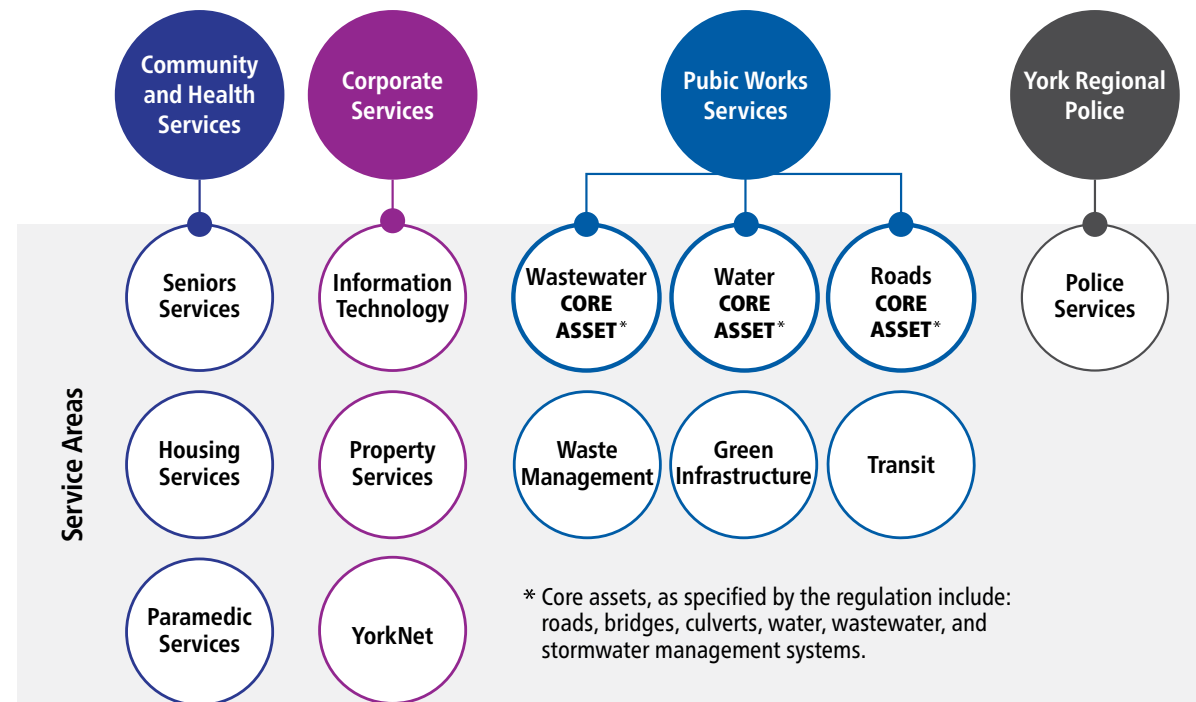 Community
and Health
Services
Corporate
Services
Pubic Works
Services
York Regional
Police
Service Areas
Seniors
Services
Information
Technology
Wastewater
CORE
ASSET*
Water
CORE
ASSET*
Roads
CORE
ASSET*
Police
Services
Housing
Services
Property
Services
Waste
Management
Green
Infrastructure
Transit
Paramedic
Services
YorkNet
* Core assets, as specified by the regulation include:
roads, bridges, culverts, water, wastewater, and
stormwater management systems.